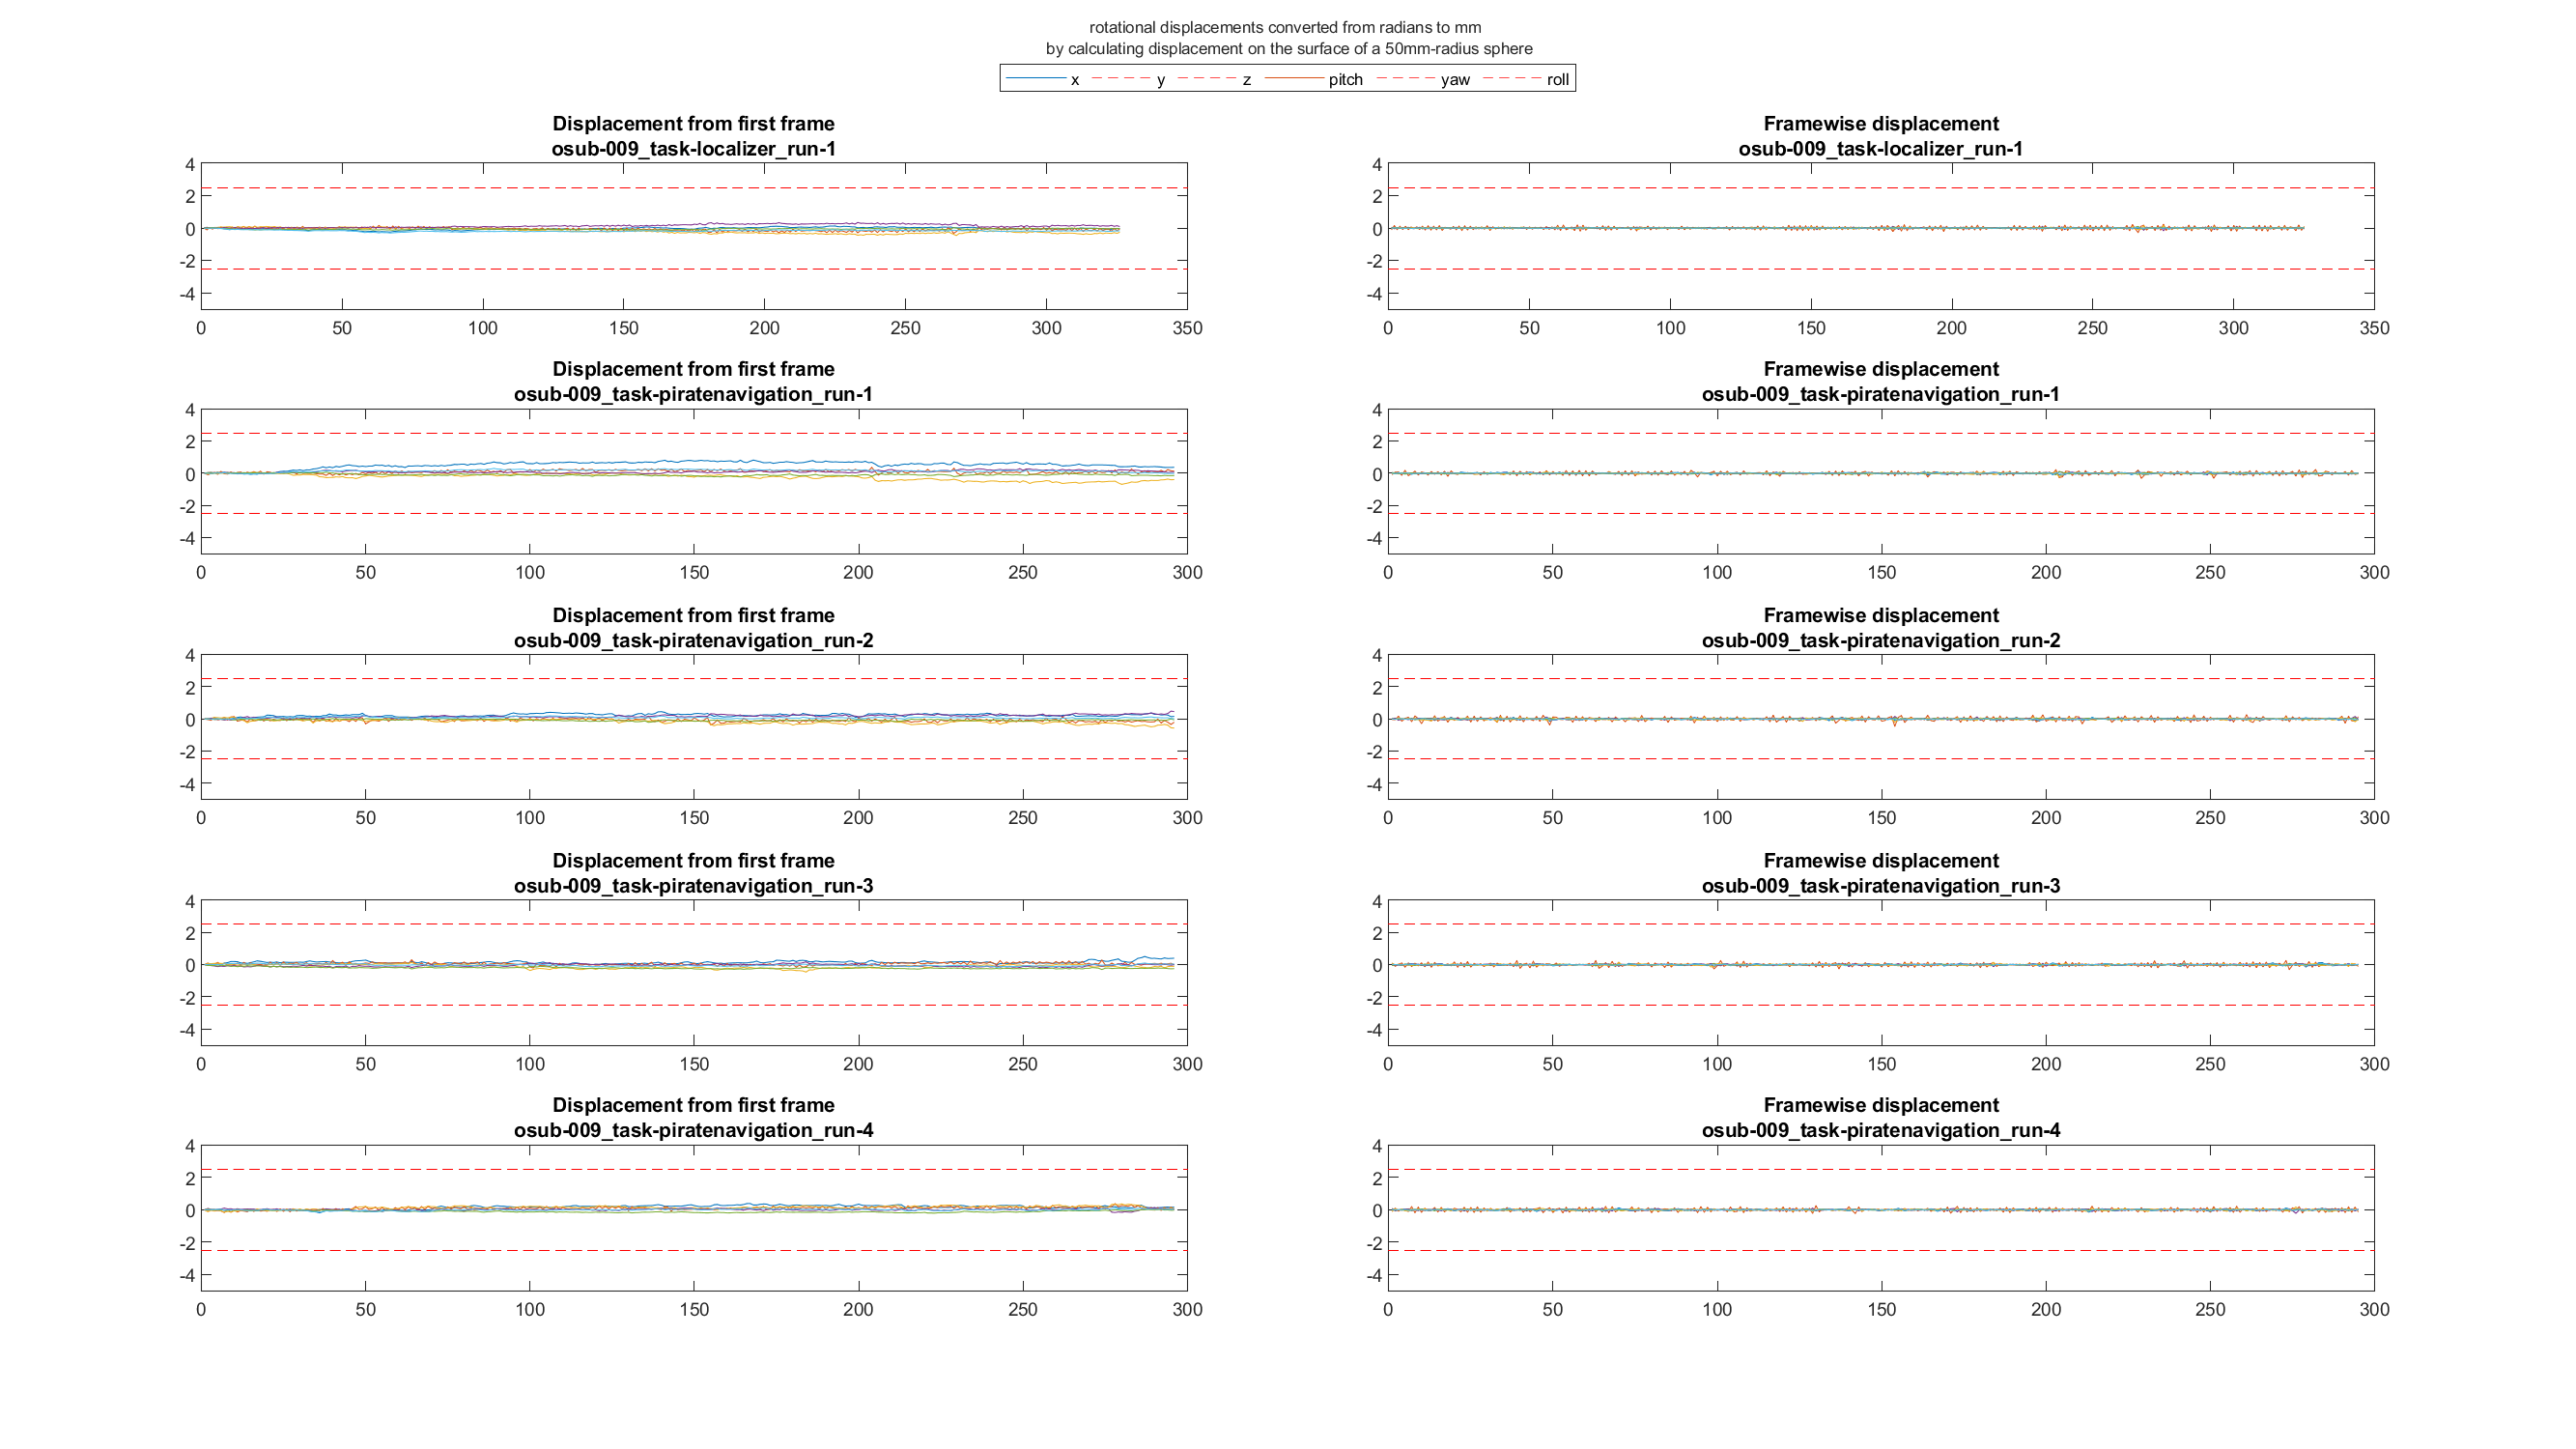 rotational displacements converted from radians to mm
by calculating displacement on the surface of a 50mm-radius sphere
x y z pitch yaw roll
Displacement from first frame
osub-009_task-localizer_run-1
4
2
0
-2
-4
0 50 100 150 200 250 300 350
Framewise displacement
osub-009_task-localizer_run-1
4
2
0
-2
-4
0 50 100 150 200 250 300 350
Displacement from first frame
osub-009_task-piratenavigation_run-1
4
2
0
-2
-4
0 50 100 150 200 250 300
Framewise displacement
osub-009_task-piratenavigation_run-1
4
2
0
-2
-4
0 50 100 150 200 250 300
Displacement from first frame
osub-009_task-piratenavigation_run-2
4
2
0
-2
-4
0 50 100 150 200 250 300
Framewise displacement
osub-009_task-piratenavigation_run-2
4
2
0
-2
-4
0 50 100 150 200 250 300
Displacement from first frame
osub-009_task-piratenavigation_run-3
4
2
0
-2
-4
0 50 100 150 200 250 300
Framewise displacement
osub-009_task-piratenavigation_run-3
4
2
0
-2
-4
0 50 100 150 200 250 300
Displacement from first frame
osub-009_task-piratenavigation_run-4
4
2
0
-2
-4
0 50 100 150 200 250 300
Framewise displacement
osub-009_task-piratenavigation_run-4
4
2
0
-2
-4
0 50 100 150 200 250 300